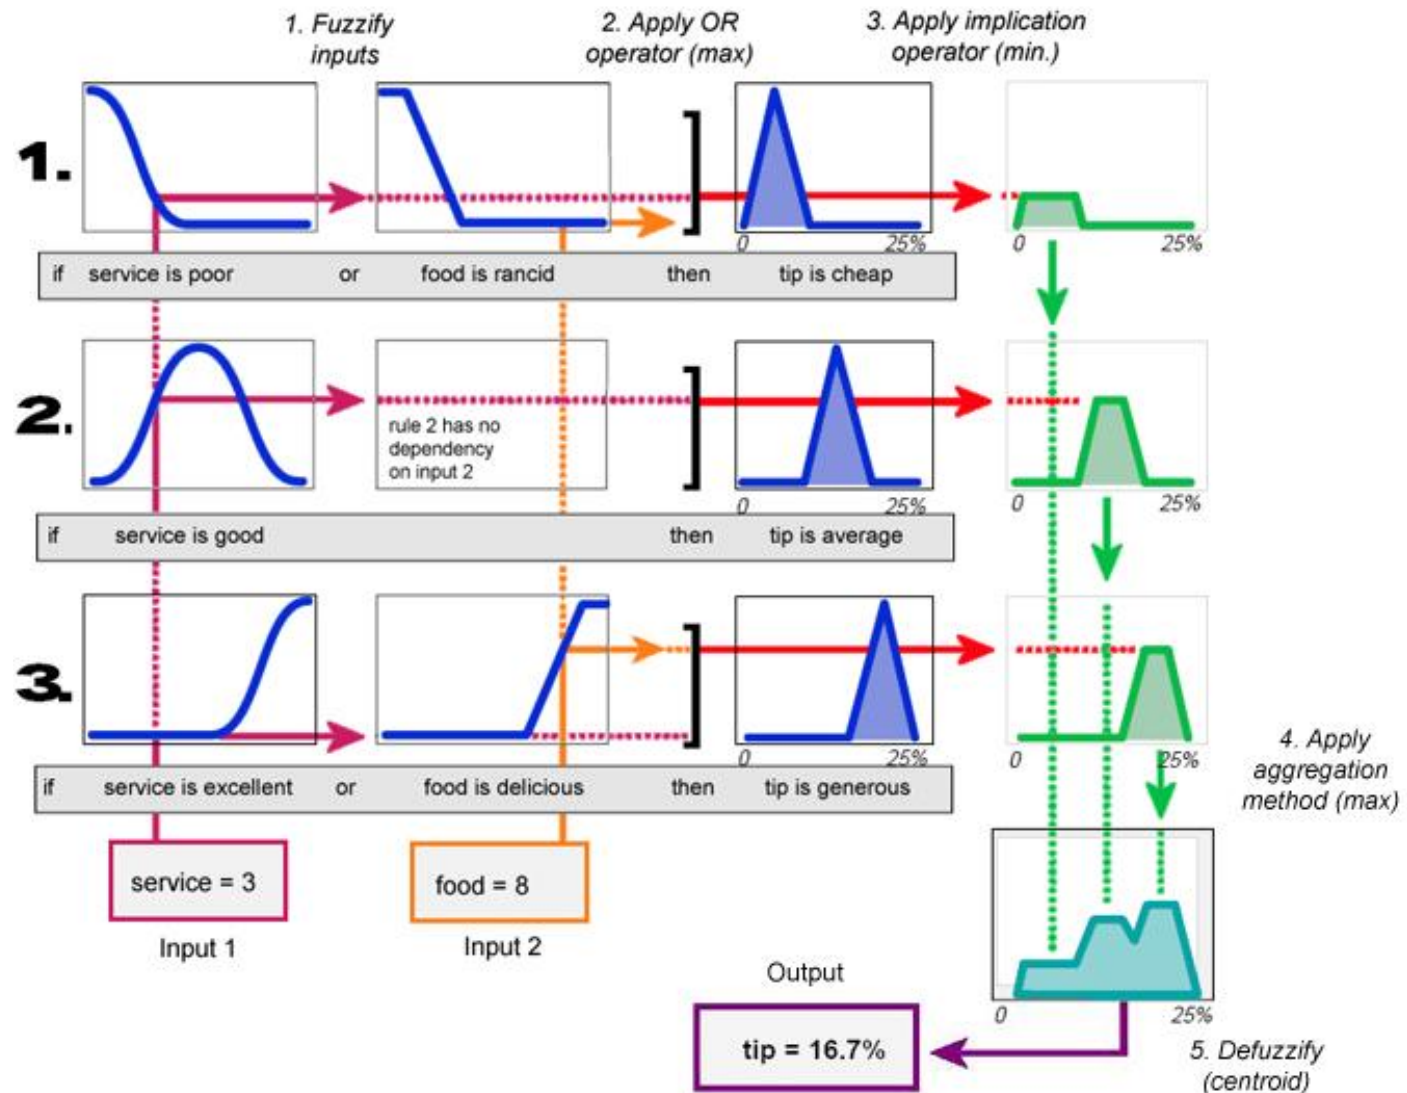 1. Fuzzify
inputs
2. Apply OR
operator (max)
3. Apply implication
operator (min.)
1.
0
25%
0
25%
if service is poor or food is rancid then tip is cheap
2.
rule 2 has no
dependency
on input 2
0
25%
0
25%
if service is good then tip is average
3.
0
25%
0
25%
if service is excellent or food is delicious then tip is generous
4. Apply
aggregation
method (max)
service = 3
food = 8
Input 1
Input 2
0
25%
Output
tip = 16.7%
5. Defuzzify
(centroid)